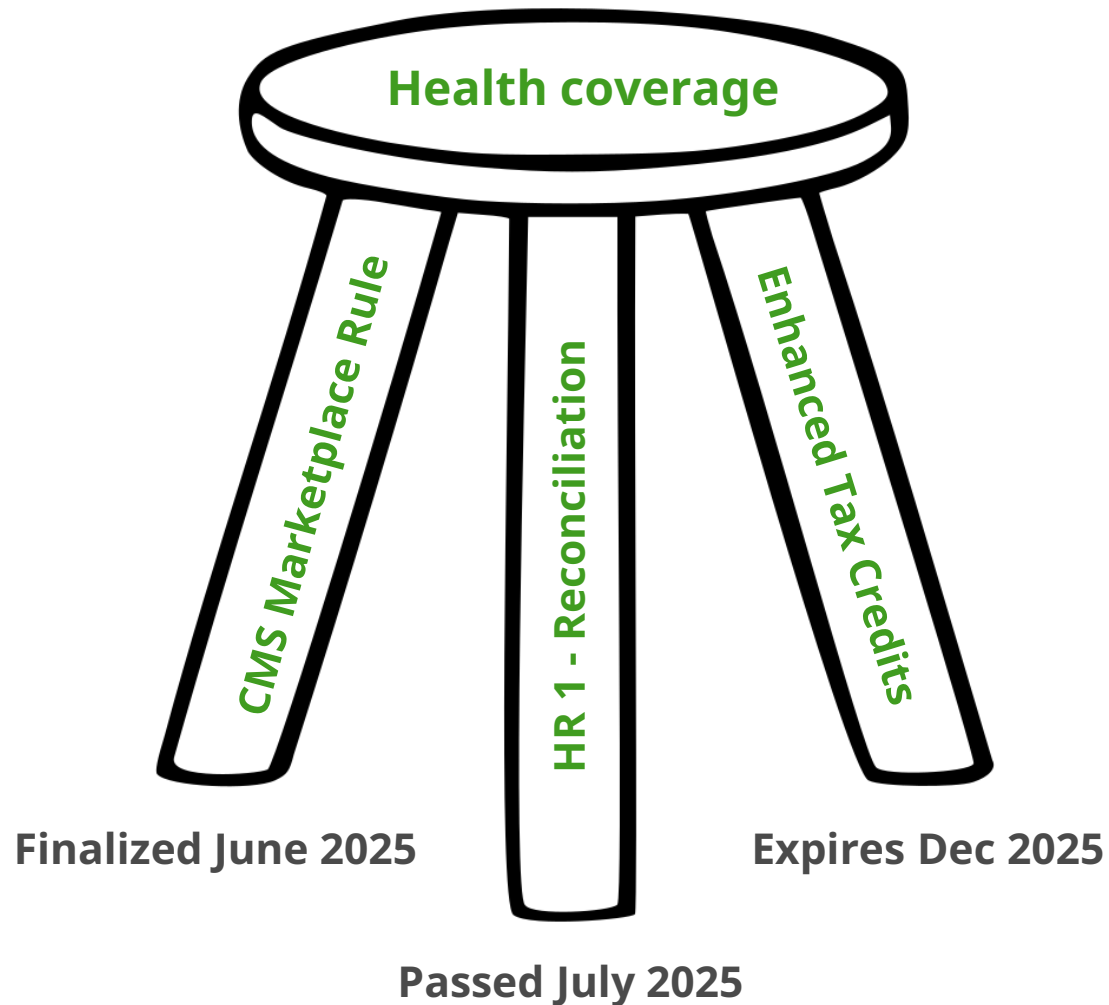 Health coverage
CMS Marketplace Rule
HR 1 - Reconciliation
Enhanced Tax Credits
Finalized June 2025
Expires Dec 2025
Passed July 2025